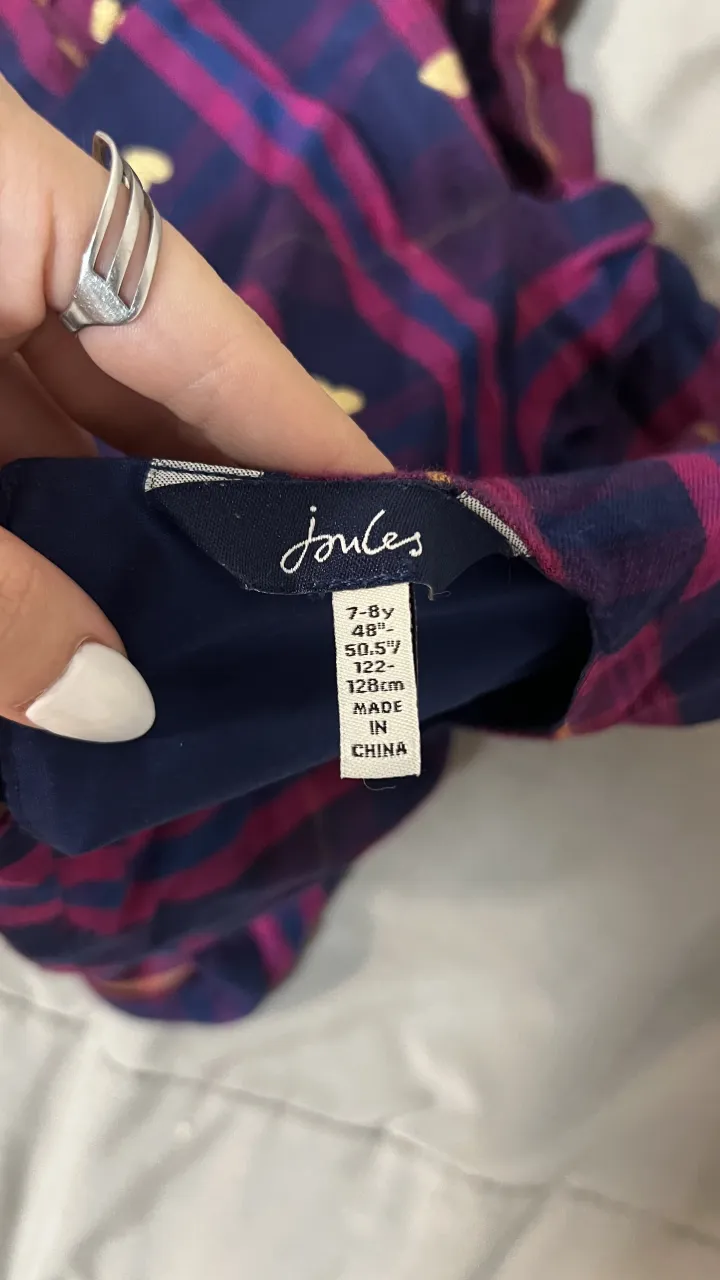 Joules
7-8y
48"-
50.5"/
122-
128cm
MADE
IN
CHINA